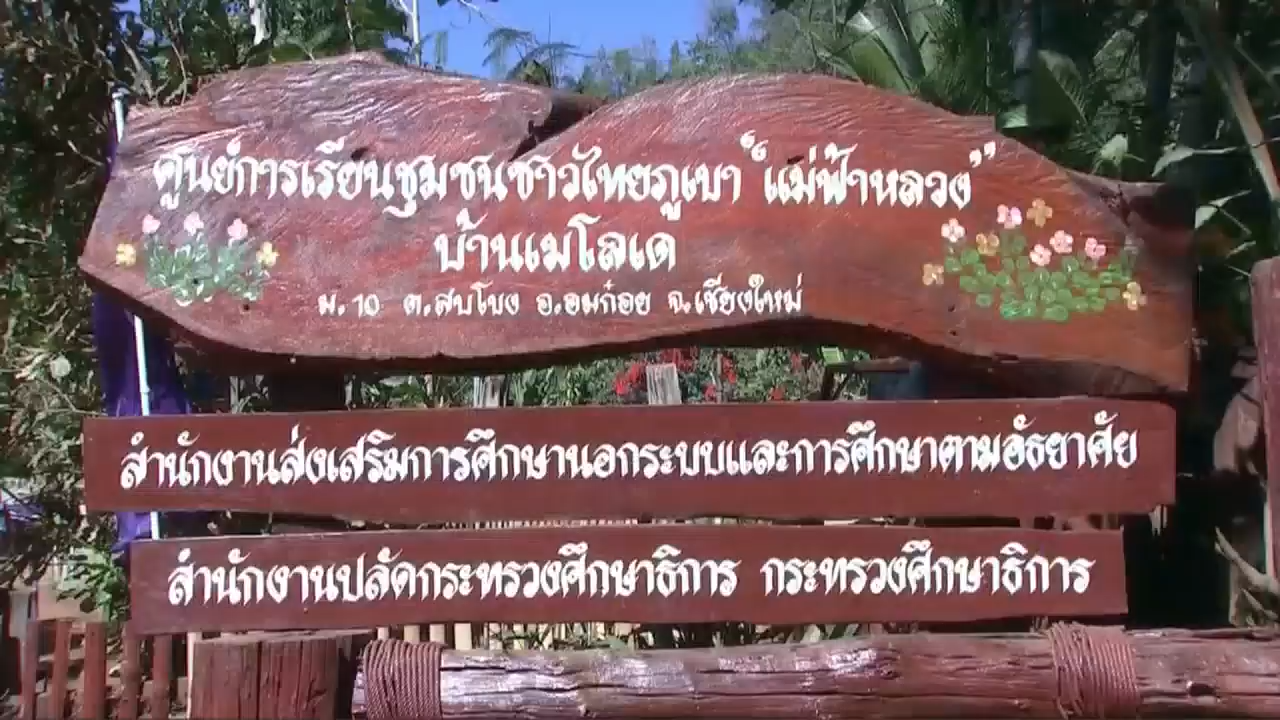 ศูนย์การเรียนชุมชนชาวไทยภูเขา “แม่ฟ้าหลวง”
บ้านเมโลเด
ม.10 ต.สบโขง อ.อมก๋อย จ.เชียงใหม่
สำนักงานส่งเสริมการศึกษานอกระบบและการศึกษาตามอัธยาศัย
สำนักงานปลัดกระทรวงศึกษาธิการ กระทรวงศึกษาธิการ